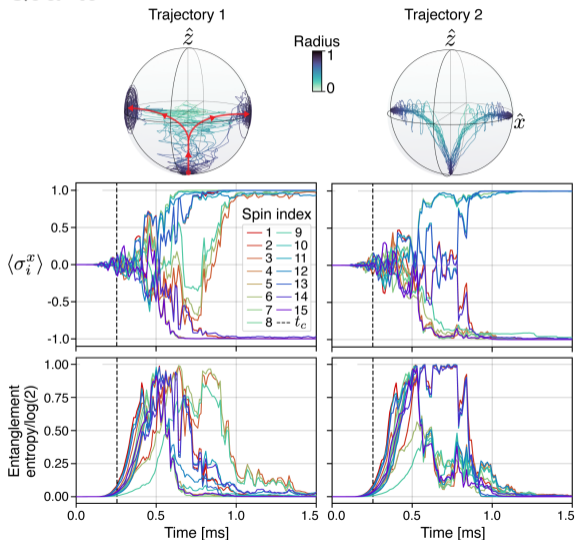 Trajectory 1
Trajectory 2
ẑ
ẑ
Radius
1
0
x̂
1.0
0.5
0.0
-0.5
-1.0
⟨σᵢˣ⟩
Spin index
1 9
2 10
3 11
4 12
5 13
6 14
7 15
8 t_c
1.00
0.75
0.50
0.25
0.00
Entanglement
entropy/log(2)
0.0 0.5 1.0 1.5
0.0 0.5 1.0 1.5
Time [ms]
Time [ms]